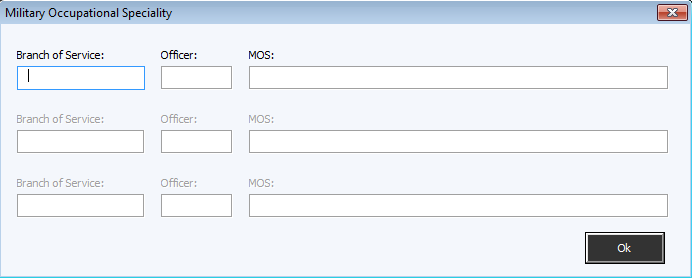 Military Occupational Speciality
Branch of Service: Officer: MOS:
Branch of Service: Officer: MOS:
Branch of Service: Officer: MOS:
Ok